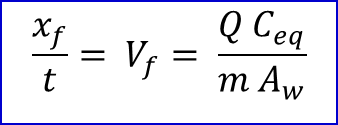 x_f / t = V_f = Q C_eq / m A_w